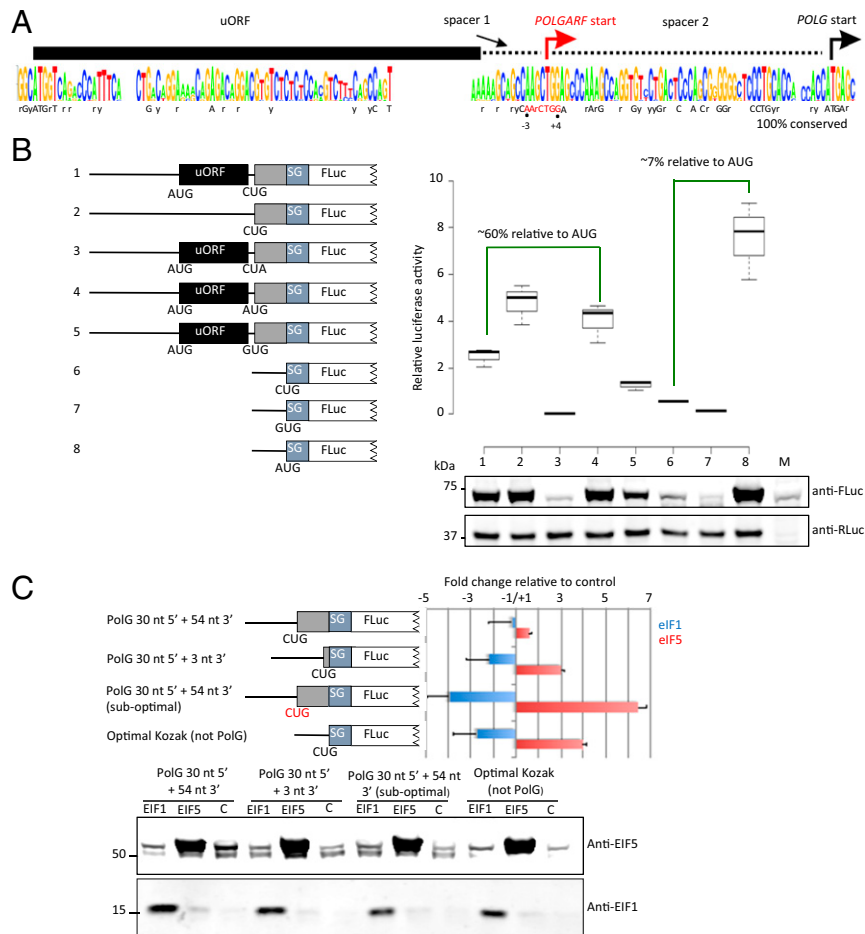 A
uORF
spacer 1
POLGARF start
spacer 2
POLG start
rGyATGrT r r r y C Gy r A r r y y yC T
r r ryCAArCTGGA rArG r Gy yyGr C A Cr GGr CCTGyr ry ATGArC
-3 +4
100% conserved
B
1
uORF SG FLuc
AUG CUG
2
SG FLuc
CUG
3
uORF SG FLuc
AUG CUA
4
uORF SG FLuc
AUG AUG
5
uORF SG FLuc
AUG GUG
6
SG FLuc
CUG
7
SG FLuc
GUG
8
SG FLuc
AUG
~7% relative to AUG
~60% relative to AUG
Relative luciferase activity
10
8
6
4
2
0
kDa
1 2 3 4 5 6 7 8 M
75
anti-FLuc
37
anti-RLuc
C
Fold change relative to control
-5 -3 -1/+1 3 5 7
eIF1
eIF5
PolG 30 nt 5’ + 54 nt 3’
SG FLuc
CUG
PolG 30 nt 5’ + 3 nt 3’
SG FLuc
CUG
PolG 30 nt 5’ + 54 nt 3’
(sub-optimal)
SG FLuc
CUG
Optimal Kozak (not PolG)
SG FLuc
CUG
PolG 30 nt 5’
+ 54 nt 3’
PolG 30 nt 5’
+ 3 nt 3’
PolG 30 nt 5’ + 54 nt
3’ (sub-optimal)
Optimal Kozak
(not PolG)
EIF1 EIF5 C EIF1 EIF5 C EIF1 EIF5 C EIF1 EIF5 C
50
Anti-EIF5
15
Anti-EIF1